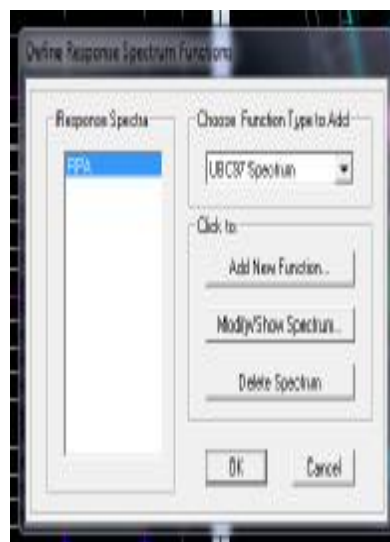 Define Response Spectrum Functions
Response Spectra
RPA
Choose Function Type to Add
UBC97 Spectrum
Click to:
Add New Function...
Modify/Show Spectrum...
Delete Spectrum
OK
Cancel